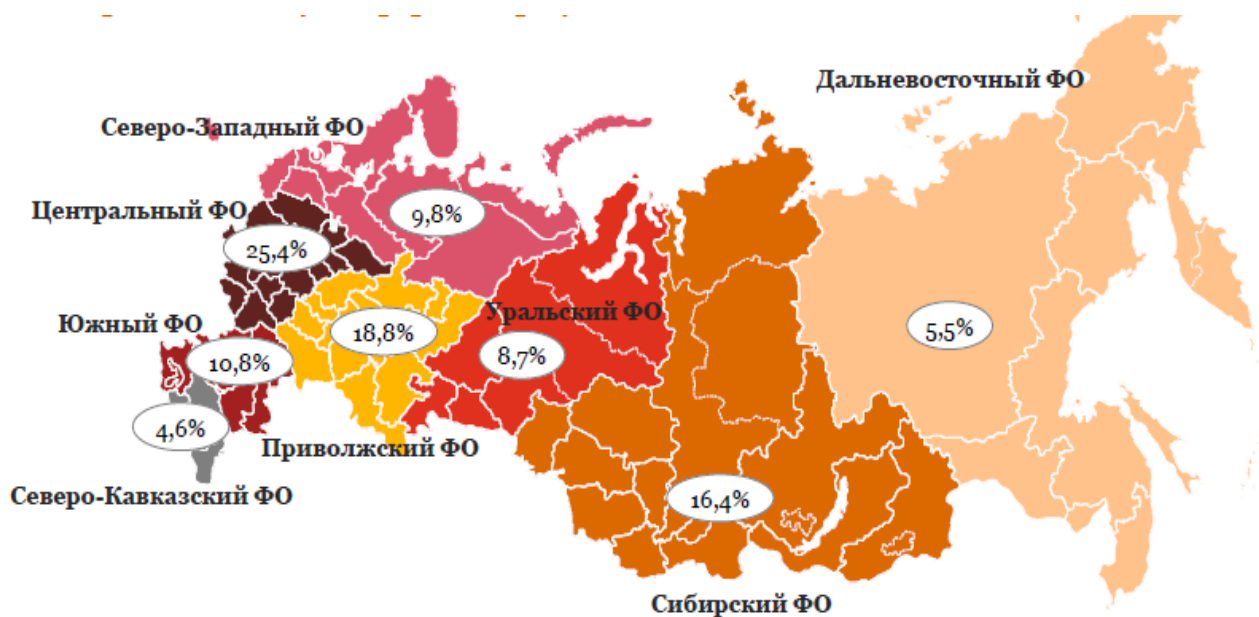 Дальневосточный ФО
Северо-Западный ФО
9,8%
Центральный ФО
25,4%
Уральский ФО
Южный ФО
18,8%
5,5%
8,7%
10,8%
4,6%
Приволжский ФО
Северо-Кавказский ФО
16,4%
Сибирский ФО